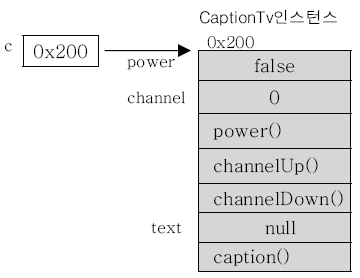 CaptionTv인스턴스
c 0x200 0x200
power false
channel 0
power()
channelUp()
channelDown()
text null
caption()